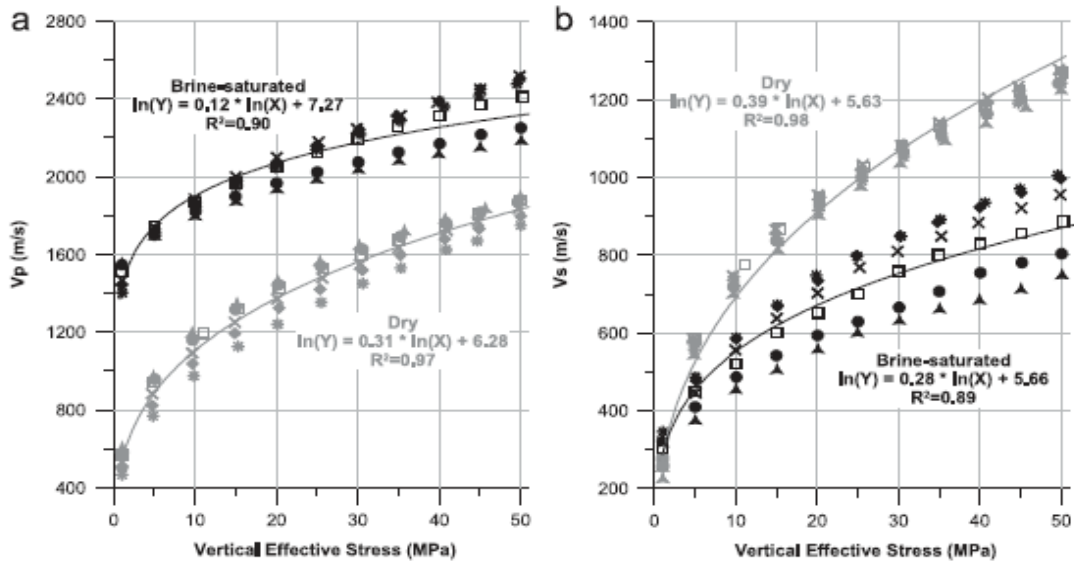 a
2800
2400
2000
1600
1200
800
400
Vp (m/s)
Brine-saturated
ln(Y) = 0.12 * ln(X) + 7.27
R²=0.90
Dry
ln(Y) = 0.31 * ln(X) + 6.28
R²=0.97
0 10 20 30 40 50
Vertical Effective Stress (MPa)
b
1400
1200
1000
800
600
400
200
Vs (m/s)
Dry
ln(Y) = 0.39 * ln(X) + 5.63
R²=0.98
Brine-saturated
ln(Y) = 0.28 * ln(X) + 5.66
R²=0.89
0 10 20 30 40 50
Vertical Effective Stress (MPa)